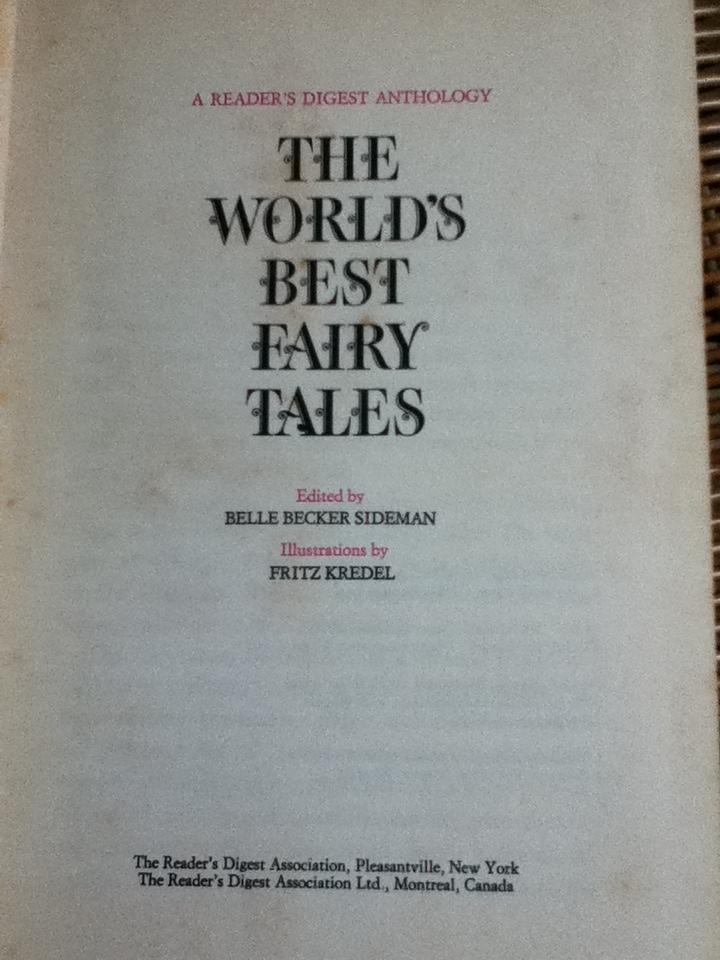 A READER'S DIGEST ANTHOLOGY
THE
WORLD'S
BEST
FAIRY
TALES
Edited by
BELLE BECKER SIDEMAN
Illustrations by
FRITZ KREDEL
The Reader's Digest Association, Pleasantville, New York
The Reader's Digest Association Ltd., Montreal, Canada